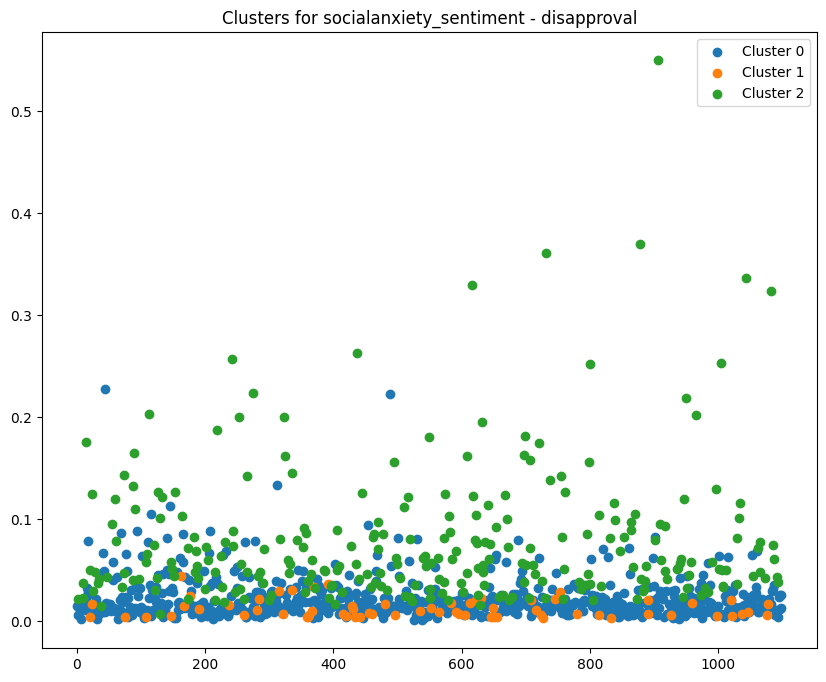 Clusters for socialanxiety_sentiment - disapproval
Cluster 0
Cluster 1
Cluster 2
0.5
0.4
0.3
0.2
0.1
0.0
0 200 400 600 800 1000